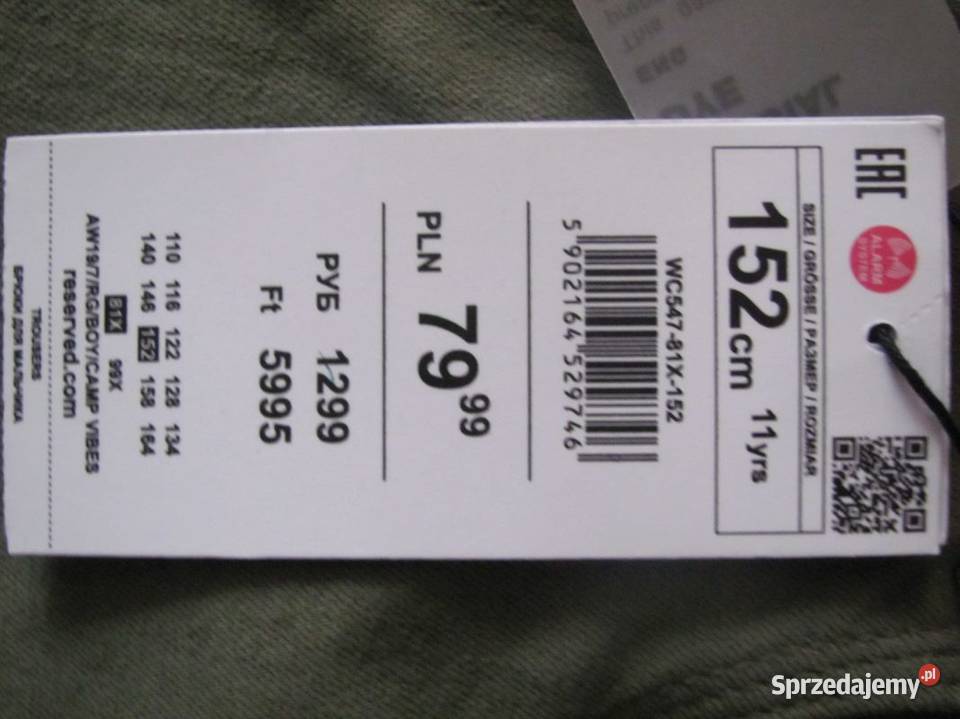 EAC
ALARM
SYSTEM
SIZE / GRÖSSE / РАЗМЕР / ROZMIAR
152cm 11yrs
WC547-81X-152
5 902164 529746
PLN 79 99
РУБ 1299
Ft 5995
110 116 122 128 134
140 146 152 158 164
81X 99X
AW19/7/RG/BOY/CAMP VIBES
reserved.com
TROUSERS
БРЮКИ ДЛЯ МАЛЬЧИКА
ENG
Sprzedajemy.pl